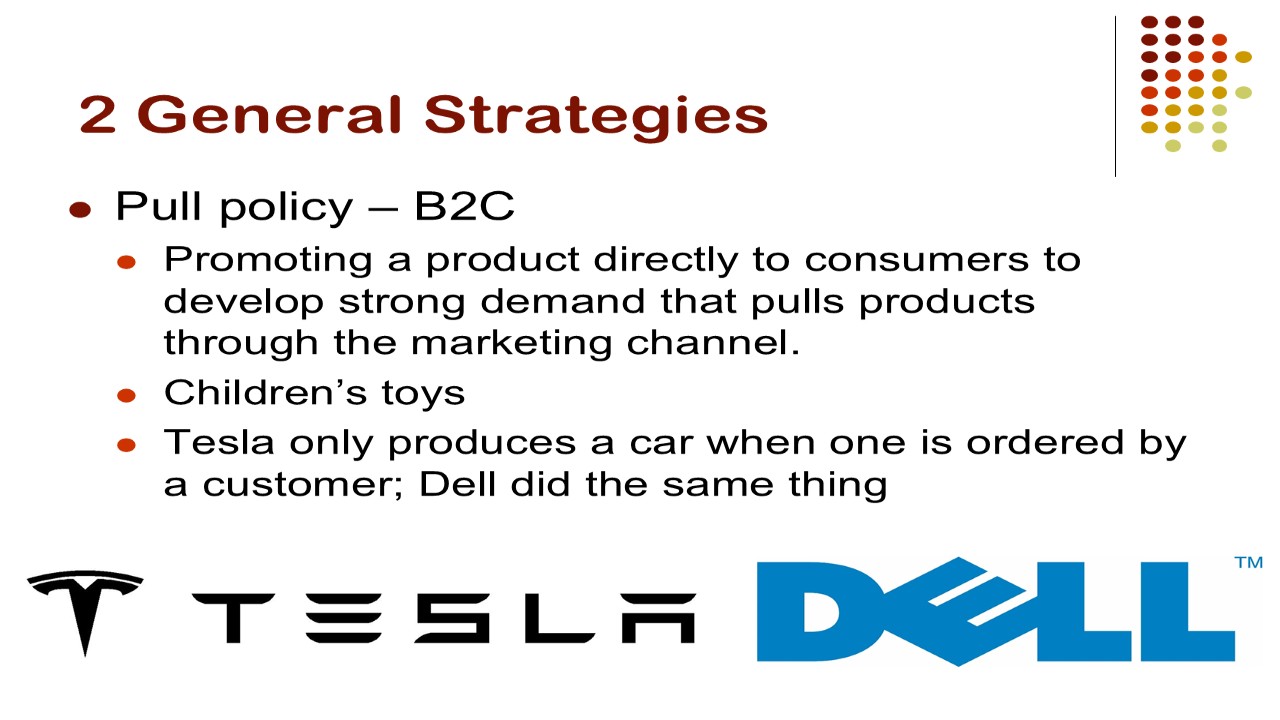 2 General Strategies
Pull policy – B2C
Promoting a product directly to consumers to
develop strong demand that pulls products
through the marketing channel.
Children’s toys
Tesla only produces a car when one is ordered by
a customer; Dell did the same thing
TESLA
DELL
TM